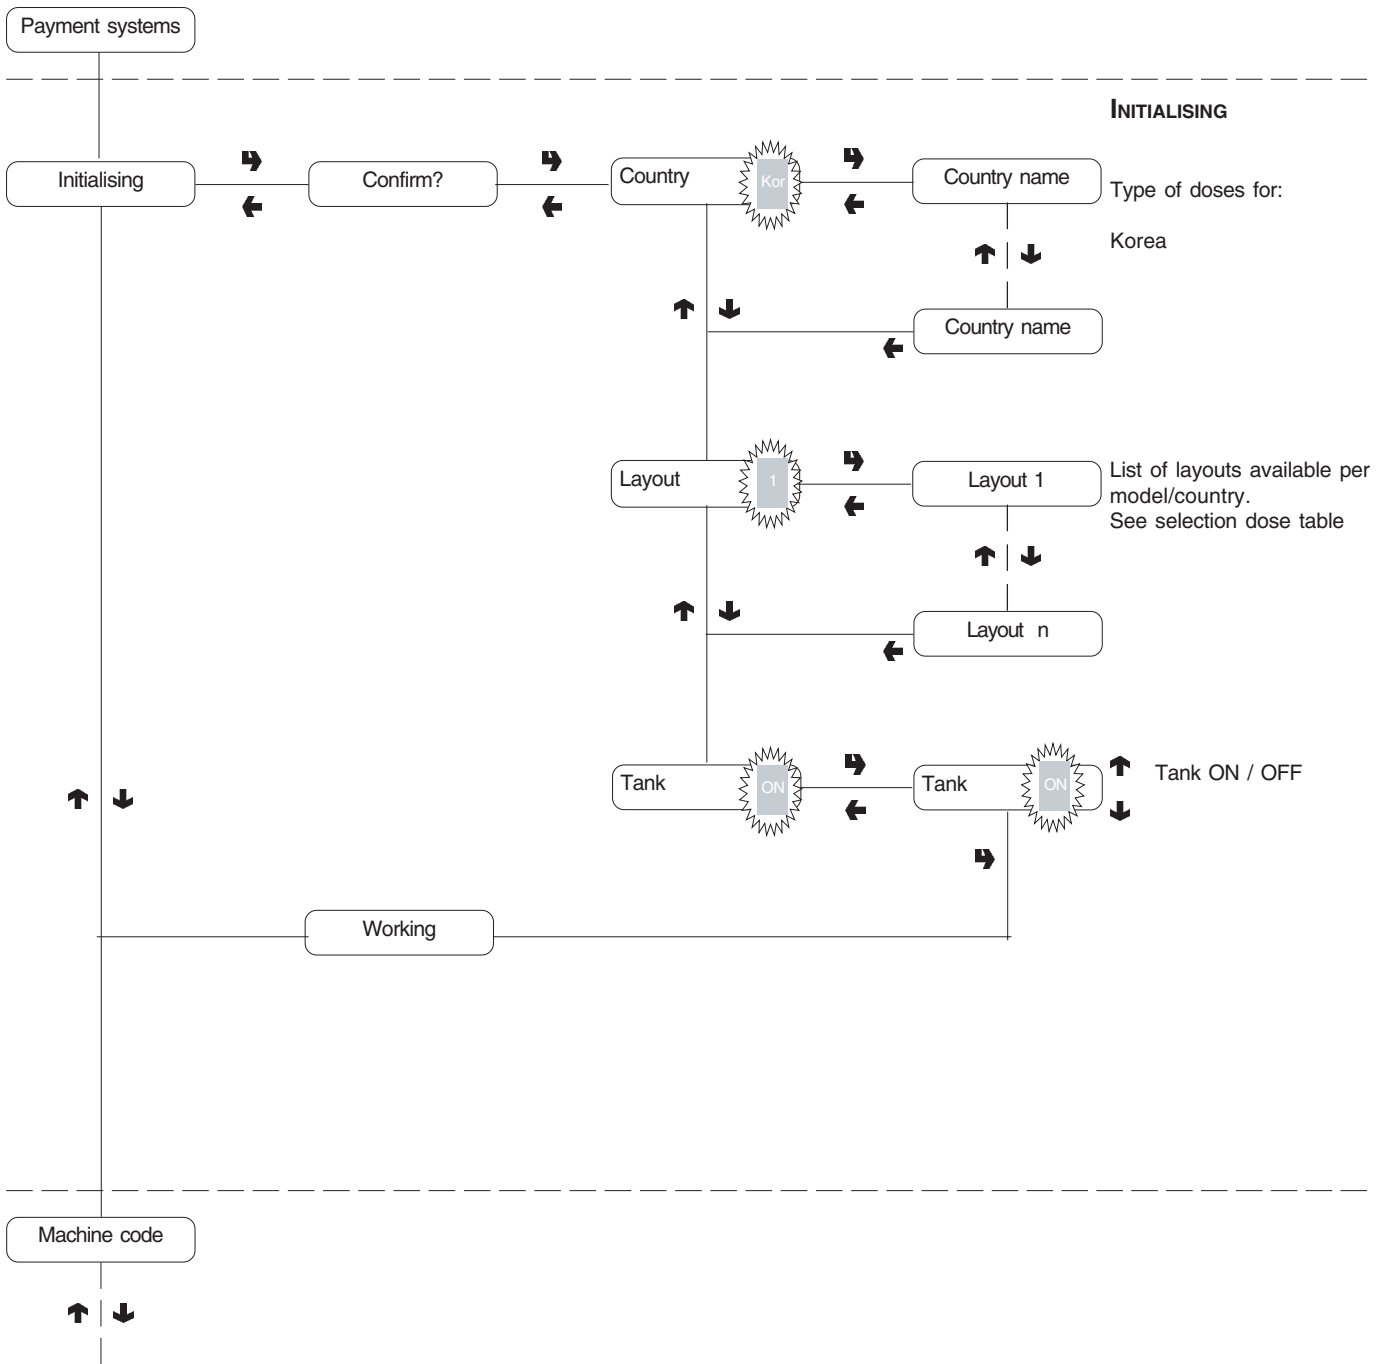 Payment systems
INITIALISING
Initialising
Confirm?
Country
Kor
Country name
Type of doses for:
Korea
Country name
Layout
1
Layout 1
List of layouts available per
model/country.
See selection dose table
Layout n
Tank
ON
Tank
ON
Tank ON / OFF
Working
Machine code